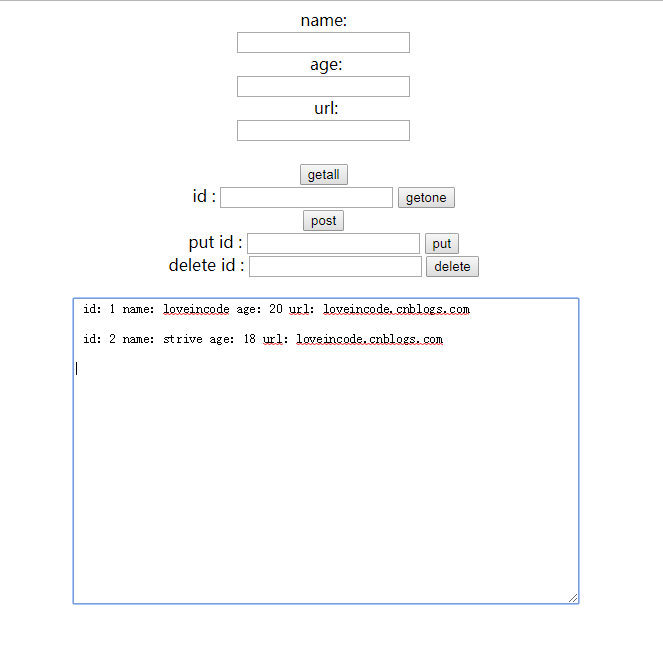 name:
age:
url:
getall
id : getone
post
put id : put
delete id : delete
id: 1 name: loveincode age: 20 url: loveincode.cnblogs.com
id: 2 name: strive age: 18 url: loveincode.cnblogs.com